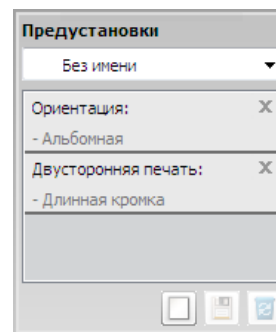 Предустановки
Без имени
Ориентация:
- Альбомная
Двусторонняя печать:
- Длинная кромка